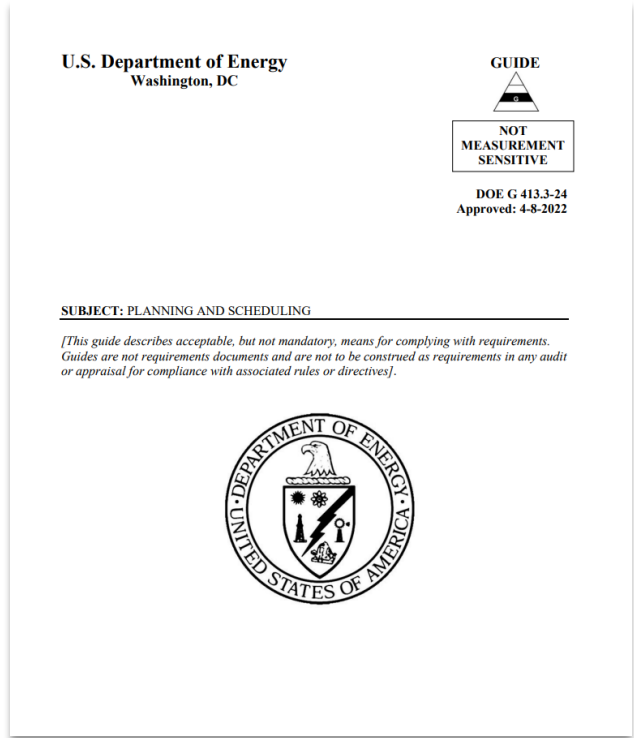 U.S. Department of Energy
Washington, DC
GUIDE
G
NOT
MEASUREMENT
SENSITIVE
DOE G 413.3-24
Approved: 4-8-2022
SUBJECT: PLANNING AND SCHEDULING
[This guide describes acceptable, but not mandatory, means for complying with requirements.
Guides are not requirements documents and are not to be construed as requirements in any audit
or appraisal for compliance with associated rules or directives].
DEPARTMENT OF ENERGY
UNITED STATES OF AMERICA